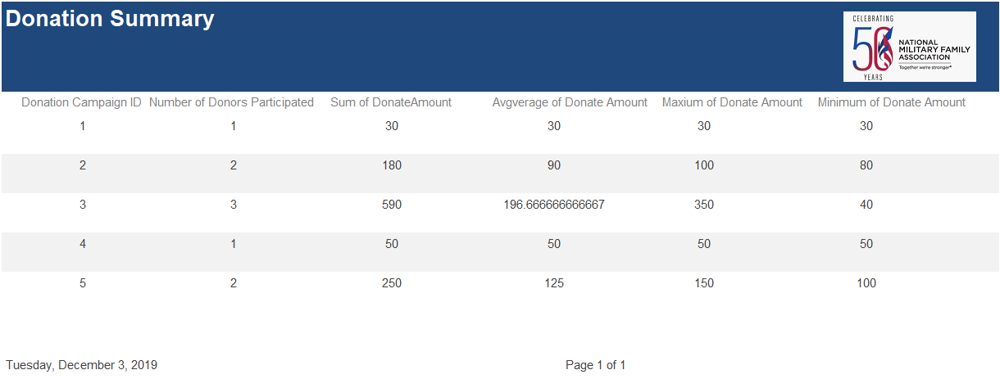 Donation Summary
CELEBRATING
50
YEARS
NATIONAL
MILITARY FAMILY
ASSOCIATION
Together we're stronger®
Donation Campaign ID Number of Donors Participated Sum of DonateAmount Avgverage of Donate Amount Maxium of Donate Amount Minimum of Donate Amount
1 1 30 30 30 30
2 2 180 90 100 80
3 3 590 196.666666666667 350 40
4 1 50 50 50 50
5 2 250 125 150 100
Tuesday, December 3, 2019 Page 1 of 1